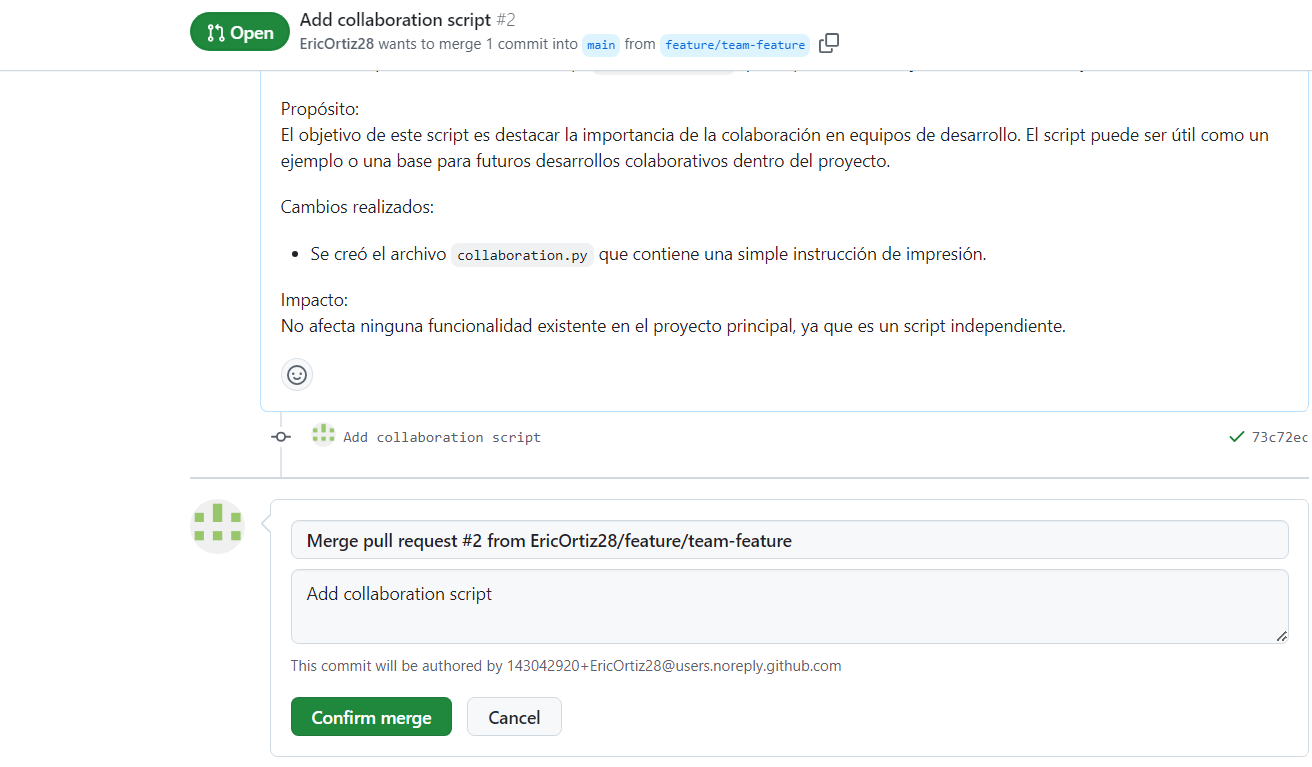 Open
Add collaboration script #2
EricOrtiz28 wants to merge 1 commit into main from feature/team-feature
Propósito:
El objetivo de este script es destacar la importancia de la colaboración en equipos de desarrollo. El script puede ser útil como un
ejemplo o una base para futuros desarrollos colaborativos dentro del proyecto.
Cambios realizados:
• Se creó el archivo collaboration.py que contiene una simple instrucción de impresión.
Impacto:
No afecta ninguna funcionalidad existente en el proyecto principal, ya que es un script independiente.
Add collaboration script
73c72ec
Merge pull request #2 from EricOrtiz28/feature/team-feature
Add collaboration script
This commit will be authored by 143042920+EricOrtiz28@users.noreply.github.com
Confirm merge
Cancel